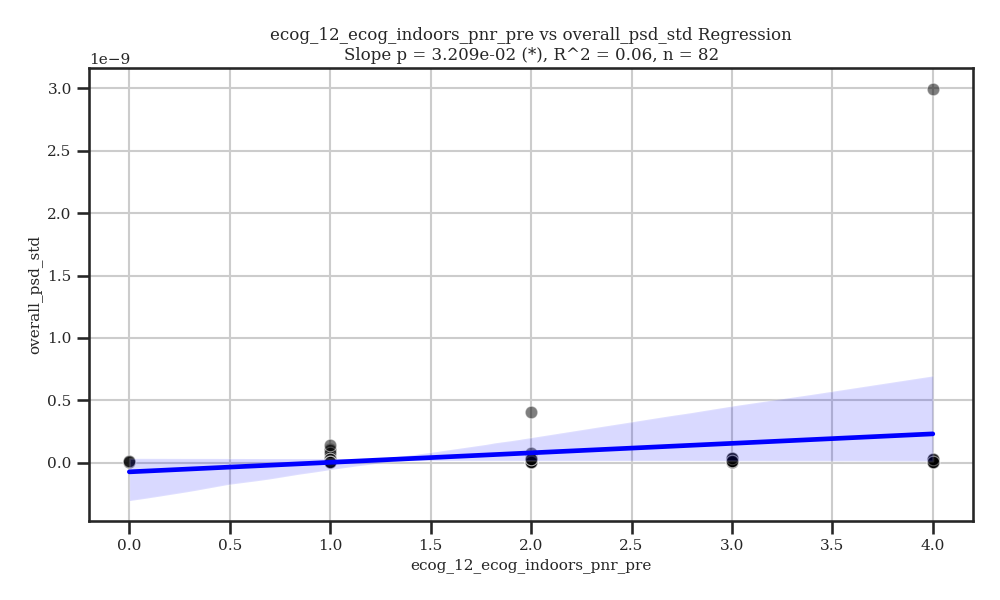 ecog_12_ecog_indoors_pnr_pre vs overall_psd_std Regression
Slope p = 3.209e-02 (*), R^2 = 0.06, n = 82
1e−9
3.0
2.5
2.0
1.5
1.0
0.5
0.0
overall_psd_std
0.0 0.5 1.0 1.5 2.0 2.5 3.0 3.5 4.0
ecog_12_ecog_indoors_pnr_pre